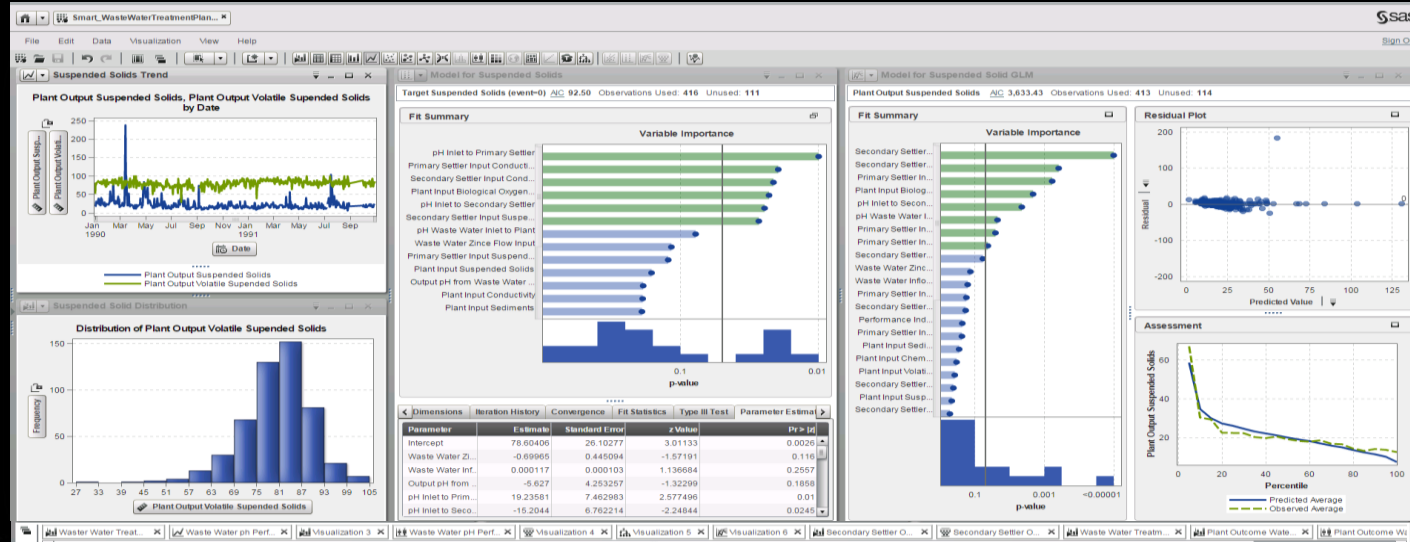 Smart_WasteWaterTreatmentPlan...
Ssas
File Edit Data Visualization View Help
Sign O
Suspended Solids Trend
Plant Output Suspended Solids, Plant Output Volatile Supended Solids
by Date
Plant Output Susp...
Plant Output Volati...
250
200
150
100
50
0
Jan Mar May Jul Sep Nov Jan Mar May Jul Sep
1990 1991
Date
Plant Output Suspended Solids
Plant Output Volatile Supended Solids
Suspended Solid Distribution
Distribution of Plant Output Volatile Supended Solids
Frequency
150
100
50
0
27 33 39 45 51 57 63 69 75 81 87 93 99 105
Plant Output Volatile Supended Solids
Model for Suspended Solids
Target Suspended Solids (event=0) AIC 92.50 Observations Used: 416 Unused: 111
Fit Summary
Variable Importance
pH Inlet to Primary Settler
Primary Settler Input Conducti...
Secondary Settler Input Cond...
Plant Input Biological Oxygen...
pH Inlet to Secondary Settler
Secondary Settler Input Suspe...
pH Waste Water Inlet to Plant
Waste Water Zince Flow Input
Primary Settler Input Suspend...
Plant Input Suspended Solids
Output pH from Waste Water ...
Plant Input Conductivity
Plant Input Sediments
0.1 0.01
p-value
Dimensions Iteration History Convergence Fit Statistics Type III Test Parameter Estimat
Parameter Estimate Standard Error z Value Pr > |z|
Intercept 78.60406 26.10277 3.01133 0.0026
Waste Water Zi... -0.69965 0.445094 -1.57191 0.116
Waste Water Inf... 0.000117 0.000103 1.136684 0.2557
Output pH from ... -5.627 4.253257 -1.32299 0.1858
pH Inlet to Prim... 19.23581 7.462983 2.577496 0.01
pH Inlet to Seco... -15.2044 6.762214 -2.24844 0.0245
Model for Suspended Solid GLM
Plant Output Suspended Solids AIC 3,633.43 Observations Used: 413 Unused: 114
Fit Summary
Variable Importance
Secondary Settler...
Secondary Settler...
Primary Settler In...
Plant Input Biolog...
pH Inlet to Secon...
pH Waste Water I...
Primary Settler In...
Primary Settler In...
Secondary Settler...
Waste Water Zinc...
Waste Water Inflo...
Primary Settler In...
Secondary Settler...
Performance Ind...
Primary Settler In...
Plant Input Sedi...
Plant Input Chem...
Plant Input Volati...
Secondary Settler...
Plant Input Susp...
Secondary Settler...
0.1 0.001 <0.00001
p-value
Residual Plot
Residual
200
100
0
-100
-200
0 25 50 75 100 125
Predicted Value
Assessment
Plant Output Suspended Solids
60
40
20
0 20 40 60 80 100
Percentile
Predicted Average
Observed Average
Waster Water Treat... Waste Water ph Perf... Visualization 3 Waste Water pH Perf... Visualization 4 Visualization 5 Visualization 6 Secondary Settler O... Secondary Settler O... Waste Water Treatm... Plant Outcome Wate... Plant Outcome Wa